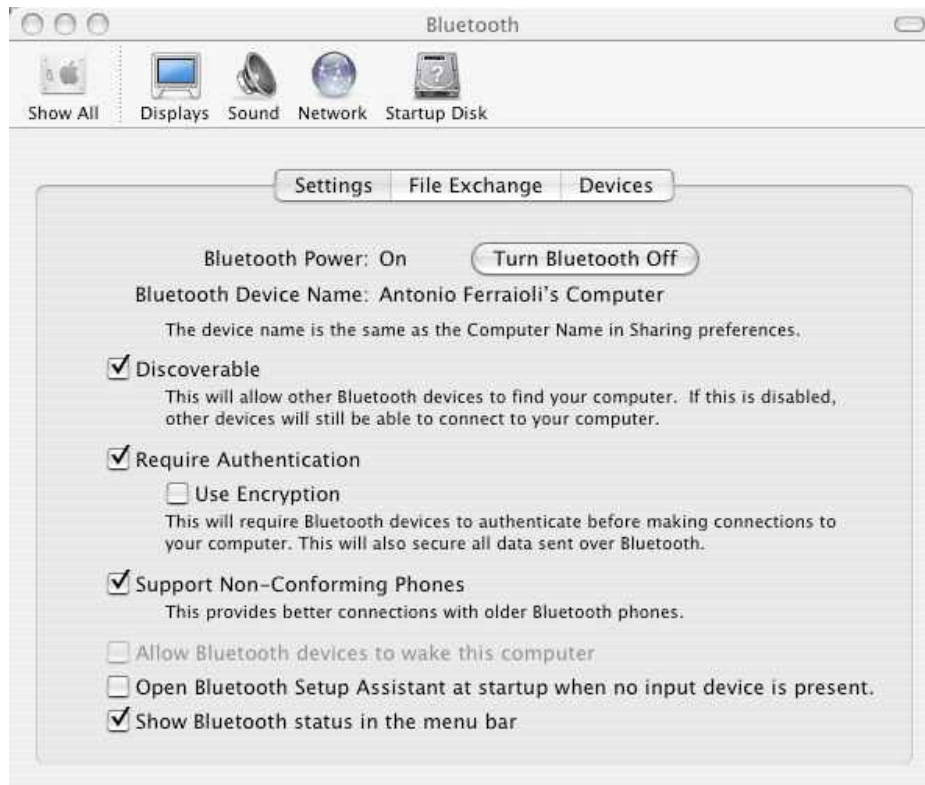 Bluetooth
Show All
Displays
Sound
Network
Startup Disk
Settings
File Exchange
Devices
Bluetooth Power: On
Turn Bluetooth Off
Bluetooth Device Name: Antonio Ferraioli's Computer
The device name is the same as the Computer Name in Sharing preferences.
Discoverable
This will allow other Bluetooth devices to find your computer. If this is disabled,
other devices will still be able to connect to your computer.
Require Authentication
Use Encryption
This will require Bluetooth devices to authenticate before making connections to
your computer. This will also secure all data sent over Bluetooth.
Support Non-Conforming Phones
This provides better connections with older Bluetooth phones.
Allow Bluetooth devices to wake this computer
Open Bluetooth Setup Assistant at startup when no input device is present.
Show Bluetooth status in the menu bar